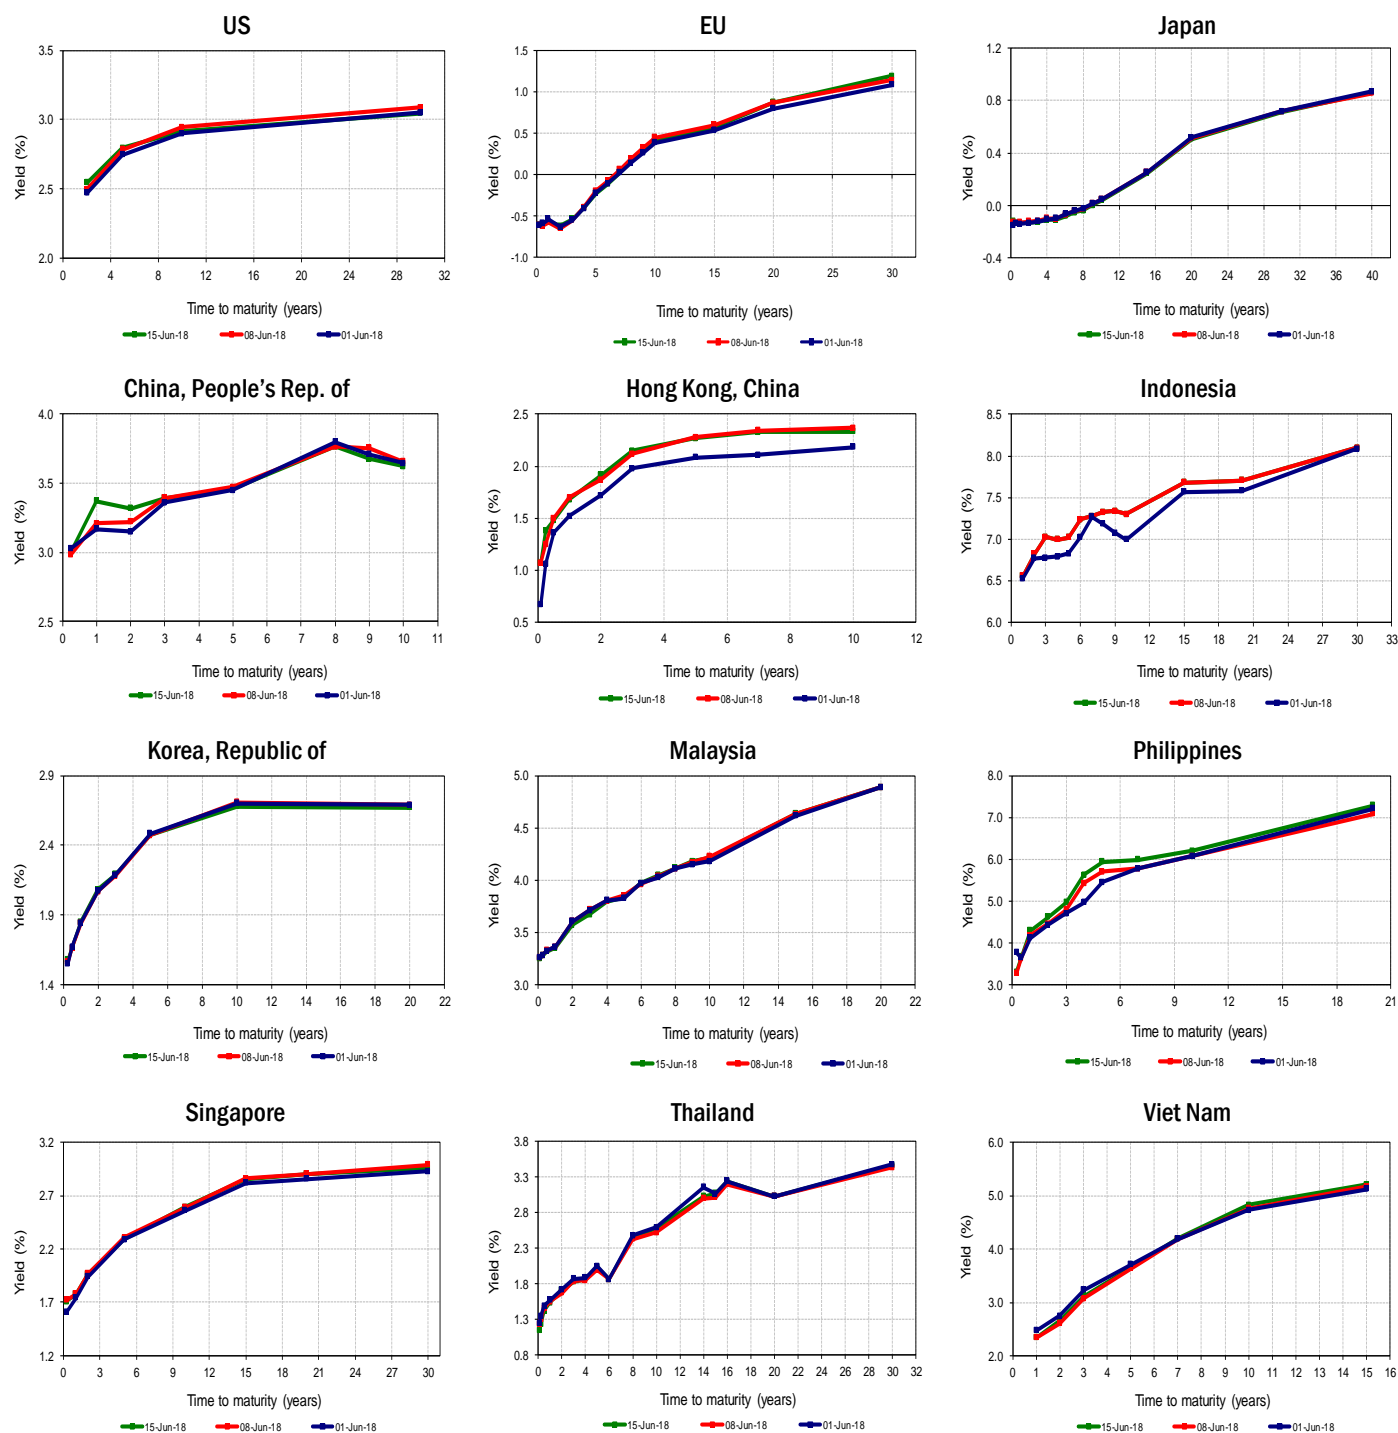 US
3.5
3.0
2.5
2.0
Yield (%)
0 4 8 12 16 20 24 28 32
Time to maturity (years)
15-Jun-18 08-Jun-18 01-Jun-18
EU
1.5
1.0
0.5
0.0
-0.5
-1.0
Yield (%)
0 5 10 15 20 25 30
Time to maturity (years)
15-Jun-18 08-Jun-18 01-Jun-18
Japan
1.2
0.8
0.4
0.0
-0.4
Yield (%)
0 4 8 12 16 20 24 28 32 36 40
Time to maturity (years)
15-Jun-18 08-Jun-18 01-Jun-18
China, People’s Rep. of
4.0
3.5
3.0
2.5
Yield (%)
0 1 2 3 4 5 6 7 8 9 10 11
Time to maturity (years)
15-Jun-18 08-Jun-18 01-Jun-18
Hong Kong, China
2.5
2.0
1.5
1.0
0.5
Yield (%)
0 2 4 6 8 10 12
Time to maturity (years)
15-Jun-18 08-Jun-18 01-Jun-18
Indonesia
8.5
8.0
7.5
7.0
6.5
6.0
Yield (%)
0 3 6 9 12 15 18 21 24 27 30 33
Time to maturity (years)
15-Jun-18 08-Jun-18 01-Jun-18
Korea, Republic of
2.9
2.4
1.9
1.4
Yield (%)
0 2 4 6 8 10 12 14 16 18 20 22
Time to maturity (years)
15-Jun-18 08-Jun-18 01-Jun-18
Malaysia
5.0
4.5
4.0
3.5
3.0
Yield (%)
0 2 4 6 8 10 12 14 16 18 20 22
Time to maturity (years)
15-Jun-18 08-Jun-18 01-Jun-18
Philippines
8.0
7.0
6.0
5.0
4.0
3.0
Yield (%)
0 3 6 9 12 15 18 21
Time to maturity (years)
15-Jun-18 08-Jun-18 01-Jun-18
Singapore
3.2
2.7
2.2
1.7
1.2
Yield (%)
0 3 6 9 12 15 18 21 24 27 30
Time to maturity (years)
15-Jun-18 08-Jun-18 01-Jun-18
Thailand
3.8
3.3
2.8
2.3
1.8
1.3
0.8
Yield (%)
0 2 4 6 8 10 12 14 16 18 20 22 24 26 28 30 32
Time to maturity (years)
15-Jun-18 08-Jun-18 01-Jun-18
Viet Nam
6.0
5.0
4.0
3.0
2.0
Yield (%)
0 1 2 3 4 5 6 7 8 9 10 11 12 13 14 15 16
Time to maturity (years)
15-Jun-18 08-Jun-18 01-Jun-18